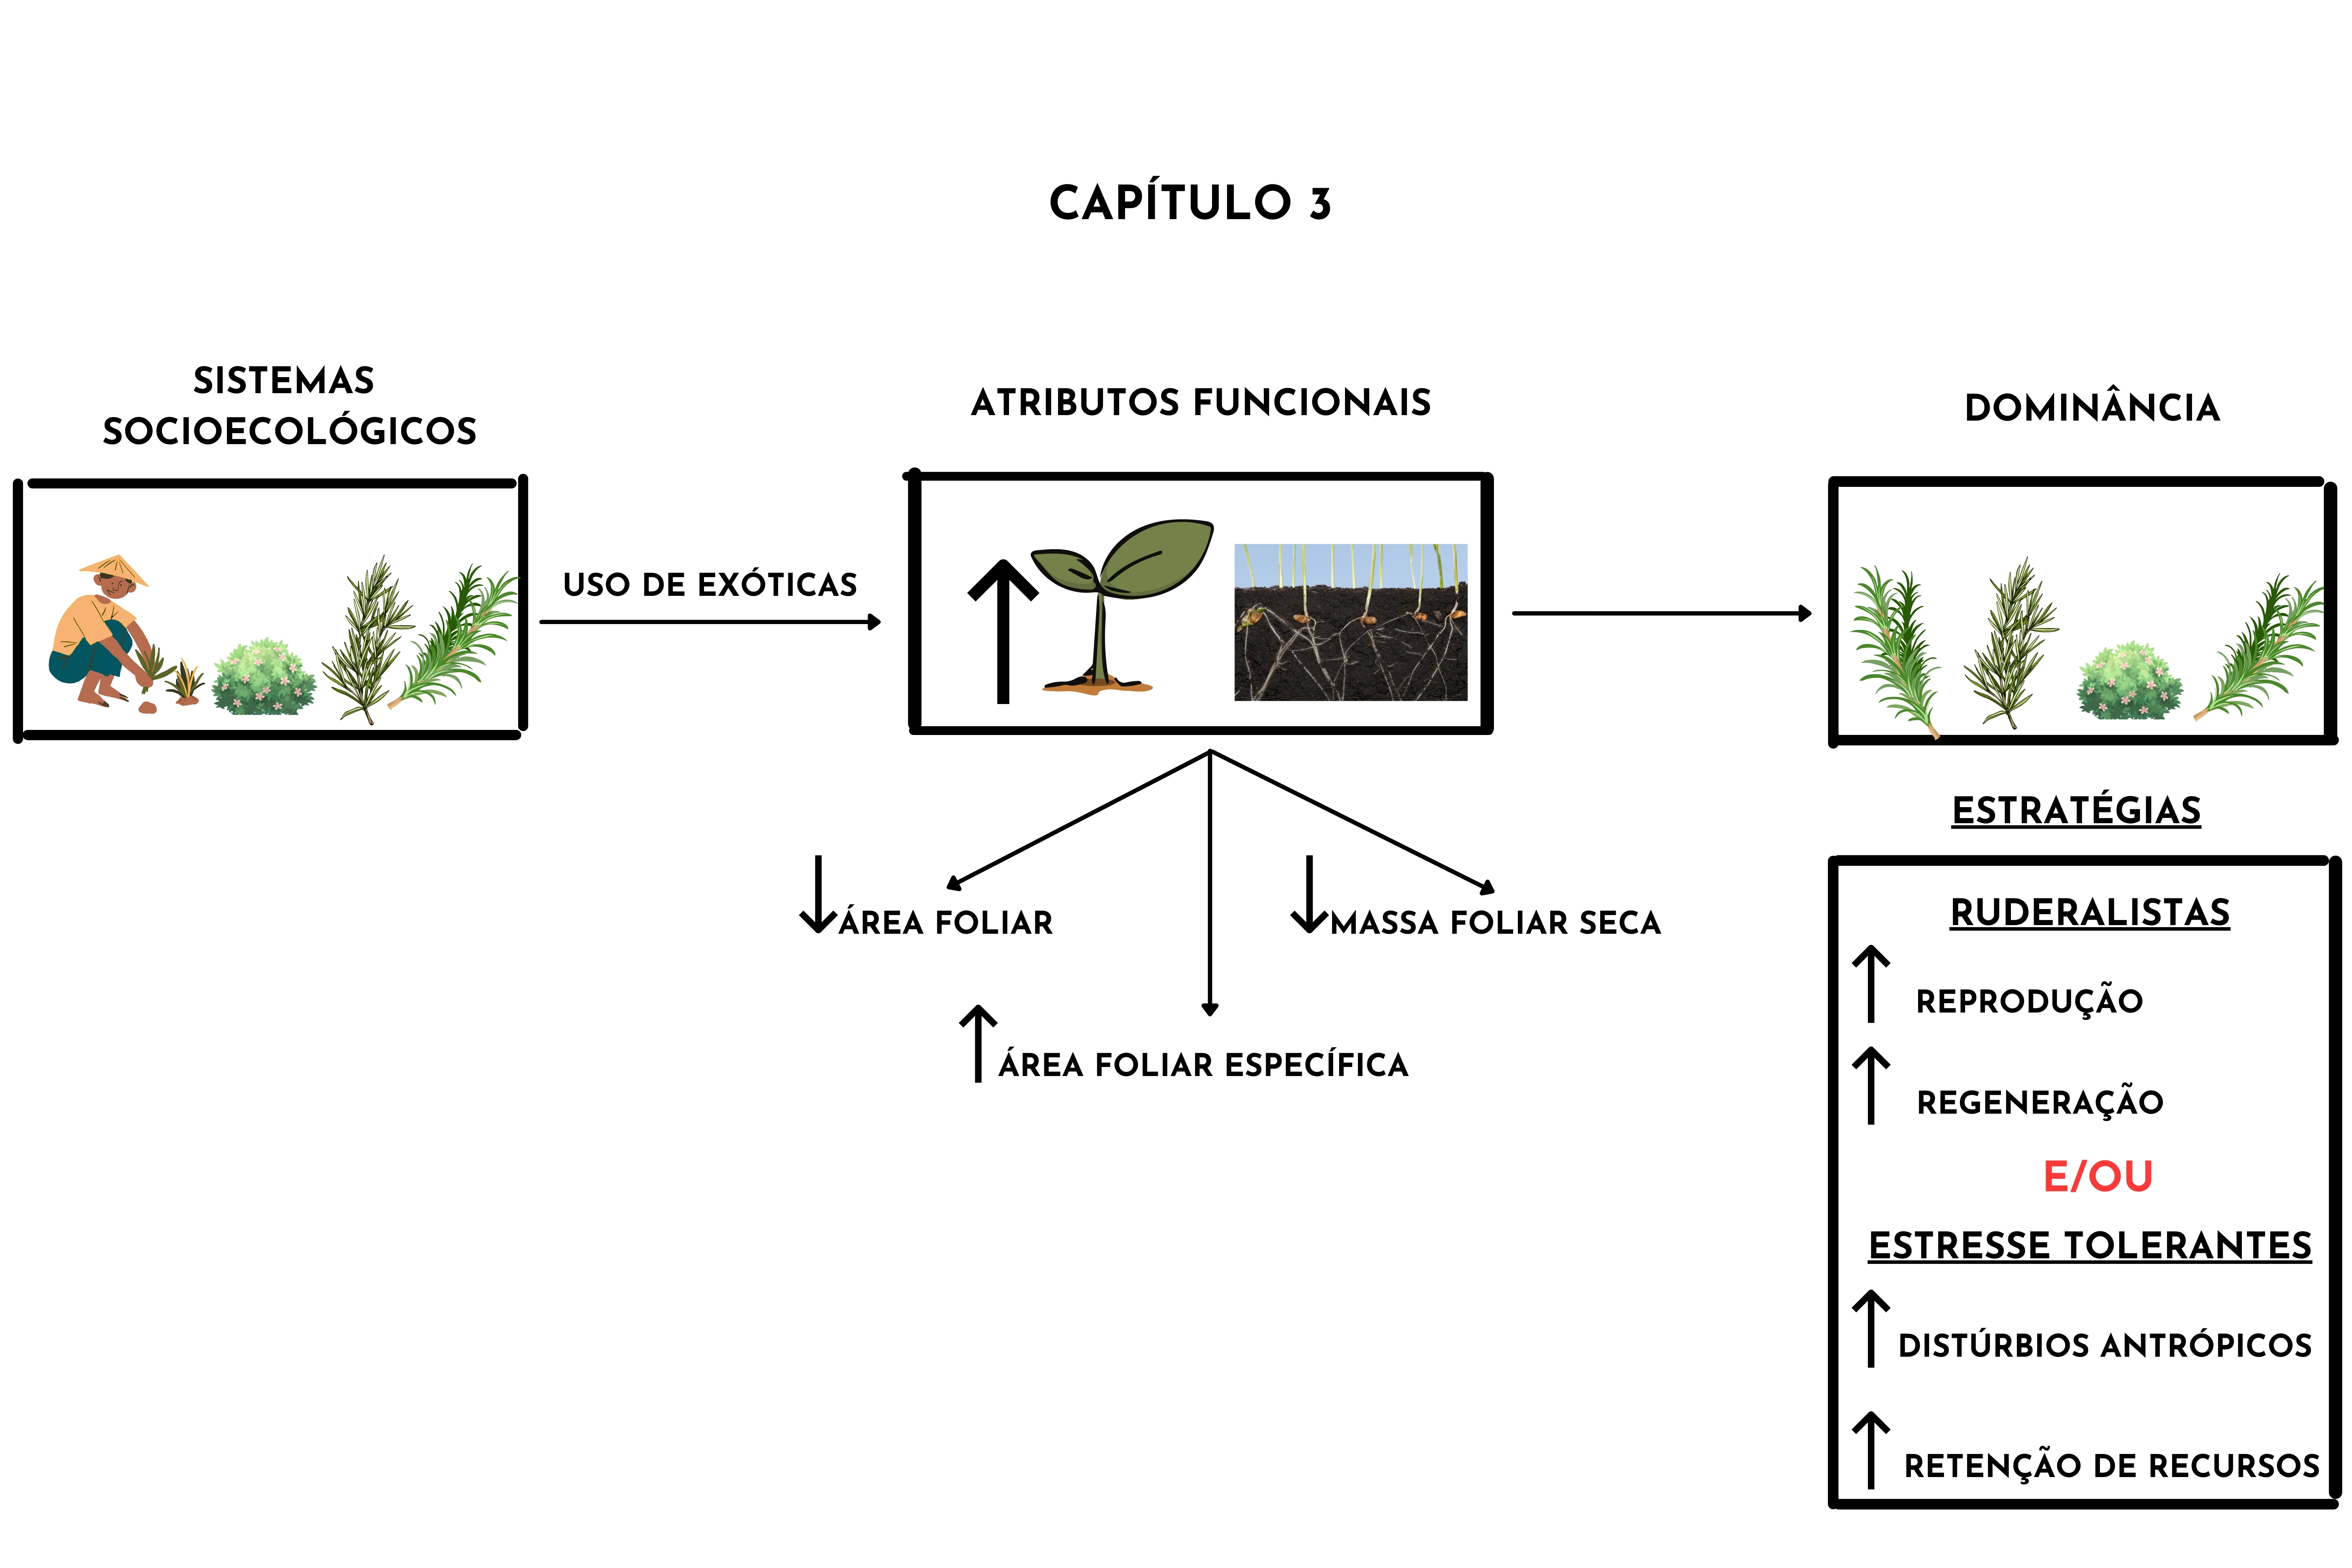 CAPÍTULO 3
SISTEMAS
SOCIOECOLÓGICOS
USO DE EXÓTICAS
ATRIBUTOS FUNCIONAIS
ÁREA FOLIAR
MASSA FOLIAR SECA
ÁREA FOLIAR ESPECÍFICA
DOMINÂNCIA
ESTRATÉGIAS
RUDERALISTAS
REPRODUÇÃO
REGENERAÇÃO
E/OU
ESTRESSE TOLERANTES
DISTÚRBIOS ANTRÓPICOS
RETENÇÃO DE RECURSOS